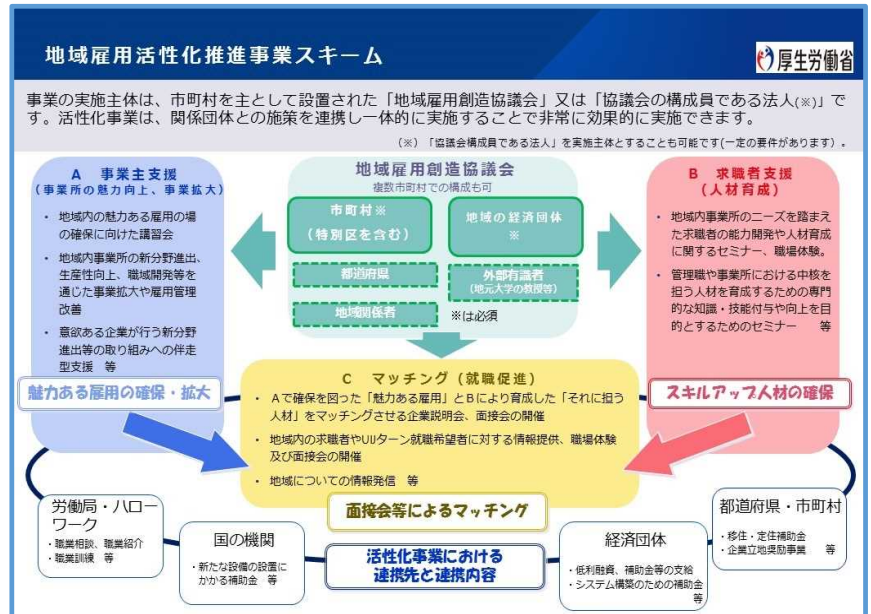 地域雇用活性化推進事業スキーム
厚生労働省
事業の実施主体は、市町村を主として設置された「地域雇用創造協議会」又は「協議会の構成員である法人(※)」で
す。活性化事業は、関係団体との施策を連携し一体的に実施することで非常に効果的に実施できます。
(※)「協議会構成員である法人」を実施主体とすることも可能です(一定の要件があります)。
A 事業主支援
(事業所の魅力向上、事業拡大)
・ 地域内の魅力ある雇用の場
の確保に向けた講習会
・ 地域内事業所の新分野進出、
生産性向上、職域開発等を
通じた事業拡大や雇用管理
改善
・ 意欲ある企業が行う新分野
進出等の取り組みへの伴走
型支援 等
魅力ある雇用の確保・拡大
地域雇用創造協議会
複数市町村での構成も可
市町村※
(特別区を含む)
地域の経済団体
※
都道府県
外部有識者
(地元大学の教授等)
地域関係者
※は必須
B 求職者支援
(人材育成)
・ 地域内事業所のニーズを踏まえ
た求職者の能力開発や人材育成
に関するセミナー、職場体験。
・ 管理職や事業所における中核を
担う人材を育成するための専門
的な知識・技能付与や向上を目
的とするためのセミナー 等
スキルアップ人材の確保
C マッチング(就職促進)
・ Aで確保を図った「魅力ある雇用」とBにより育成した「それに担う
人材」をマッチングさせる企業説明会、面接会の開催
・ 地域内の求職者やUIJターン就職希望者に対する情報提供、職場体験
及び面接会の開催
・ 地域についての情報発信 等
面接会等によるマッチング
労働局・ハロー
ワーク
・職業相談、職業紹介
・職業訓練 等
国の機関
・新たな設備の設置に
かかる補助金 等
活性化事業における
連携先と連携内容
経済団体
・低利融資、補助金等の支給
・システム構築のための補助金
等
都道府県・市町村
・移住・定住補助金
・企業立地奨励事業 等